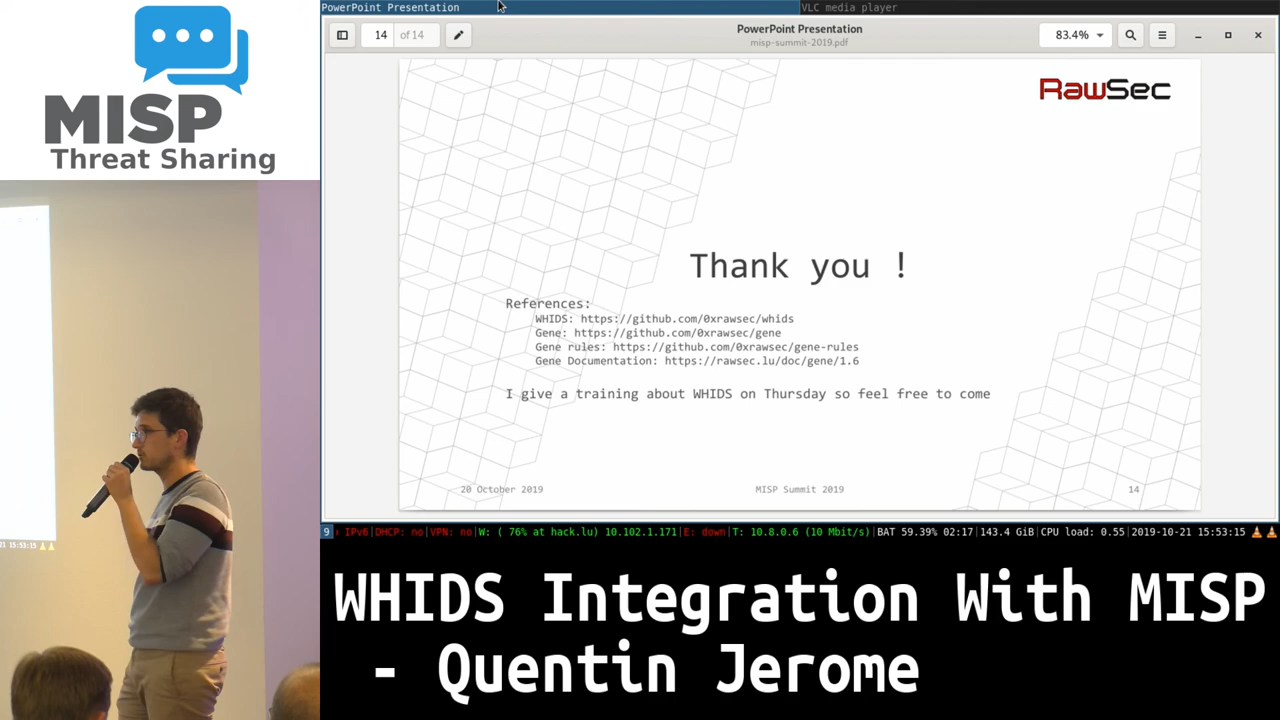 PowerPoint Presentation
VLC media player
MISP
Threat Sharing
14 of 14
PowerPoint Presentation
misp-summit-2019.pdf
83.4%
RawSec
Thank you !
References:
WHIDS: https://github.com/0xrawsec/whids
Gene: https://github.com/0xrawsec/gene
Gene rules: https://github.com/0xrawsec/gene-rules
Gene Documentation: https://rawsec.lu/doc/gene/1.6
I give a training about WHIDS on Thursday so feel free to come
20 October 2019
MISP Summit 2019
14
21 15:53:15
9 IPv6|DHCP: no|VPN: no|W: ( 76% at hack.lu) 10.102.1.171|E: down|T: 10.8.0.6 (10 Mbit/s)|BAT 59.39% 02:17|143.4 GiB|CPU load: 0.55|2019-10-21 15:53:15
WHIDS Integration With MISP
- Quentin Jerome